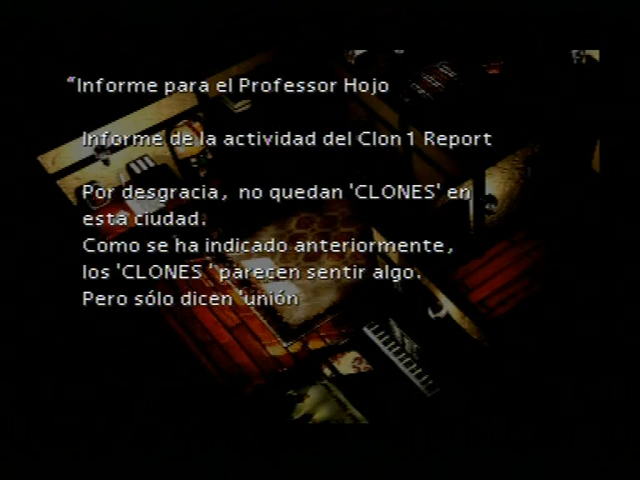 “Informe para el Professor Hojo
Informe de la actividad del Clon 1 Report
Por desgracia, no quedan 'CLONES' en
esta ciudad.
Como se ha indicado anteriormente,
los 'CLONES ' parecen sentir algo.
Pero sólo dicen 'unión